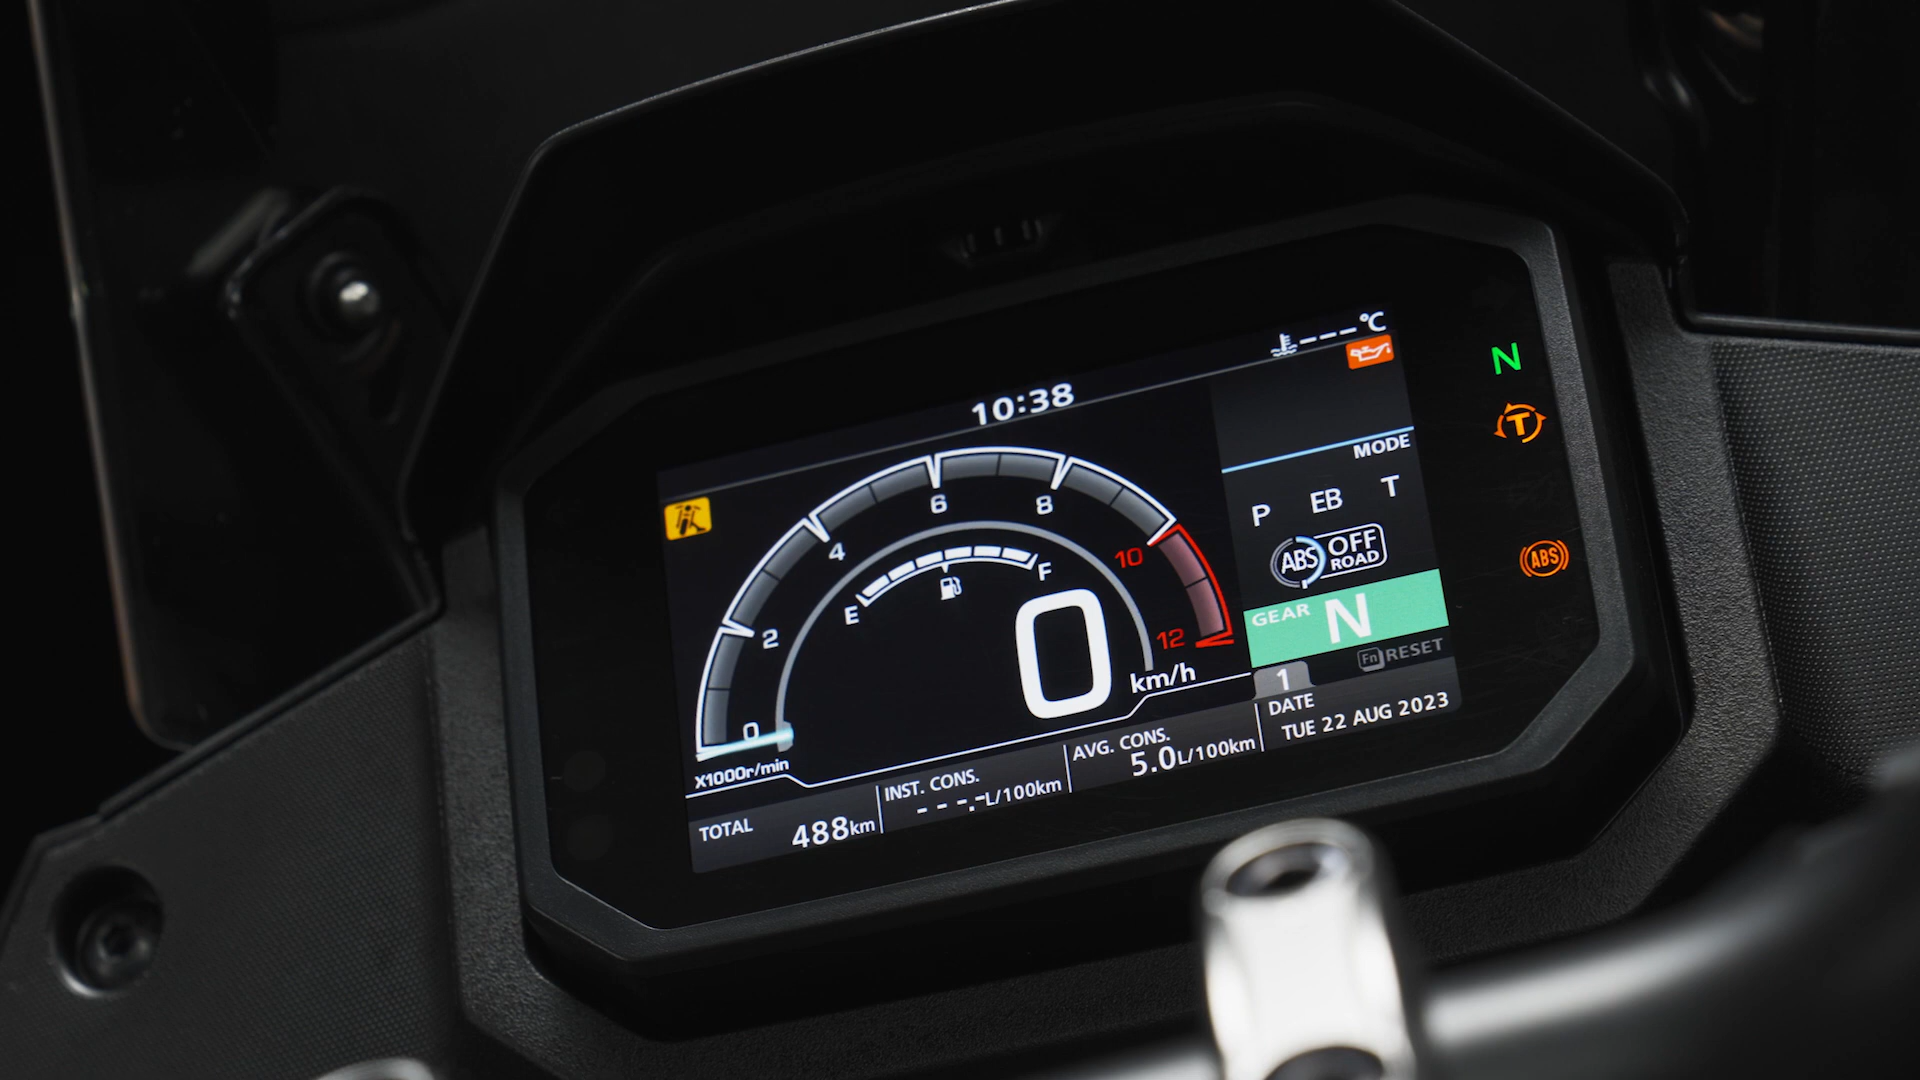 ---°C
10:38
N
T
MODE
P EB T
ABS OFF ROAD
ABS
0 2 4 6 8 10 12
E F
0 km/h
GEAR N
Fn RESET
1
X1000r/min
TOTAL 488km
INST. CONS. ---.-L/100km
AVG. CONS. 5.0L/100km
DATE TUE 22 AUG 2023